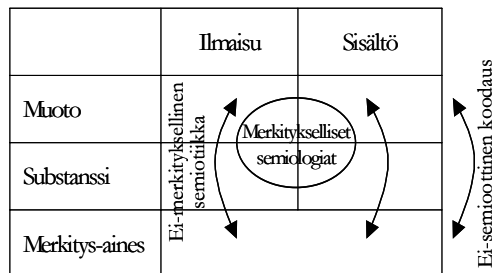 Ilmaisu Sisältö
Muoto
Merkitykselliset
semiologiat
Substanssi
Merkitys-aines
Ei-merkityksellinen
semiotiikka
Ei-semioottinen koodaus